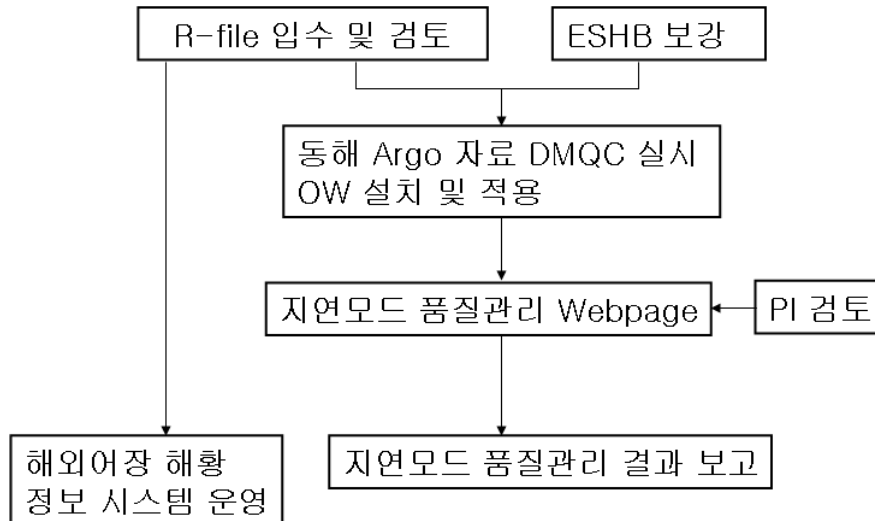 R-file 입수 및 검토
ESHB 보강
동해 Argo 자료 DMQC 실시
OW 설치 및 적용
지연모드 품질관리 Webpage
PI 검토
해외어장 해황
정보 시스템 운영
지연모드 품질관리 결과 보고